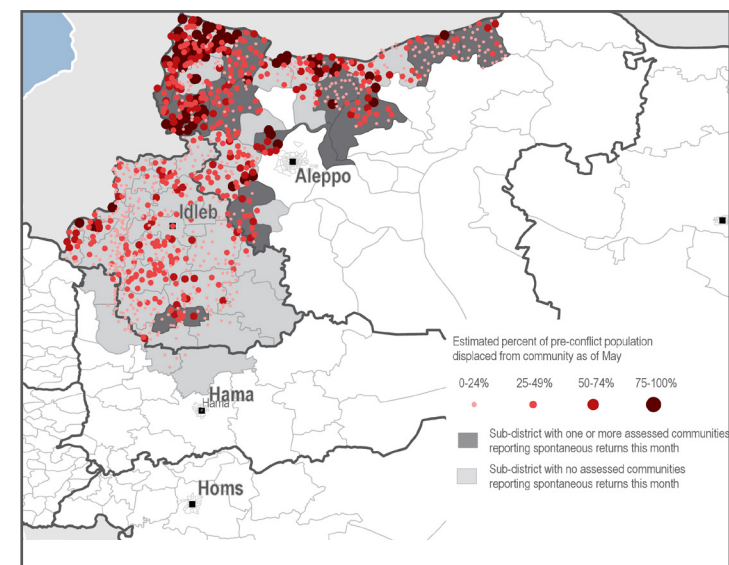 Aleppo
Idleb
Hama
Hama
Homs
Estimated percent of pre-conflict population
displaced from community as of May
0-24% 25-49% 50-74% 75-100%
Sub-district with one or more assessed communities
reporting spontaneous returns this month
Sub-district with no assessed communities
reporting spontaneous returns this month